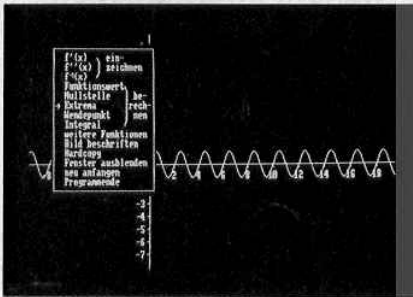 f'(x) ein-
f''(x) ) zeichnen
f"(x)
Funktionswert
Nullstelle be-
→ Extrema rech-
Wendepunkt nen
Integral
weitere Funktionen
Bild beschriften
Hardcopy
Fenster ausblenden
neu anfangen
Programmende
2 4 6 8 10 12 14 16 18
-3
-4
-5
-6
-7